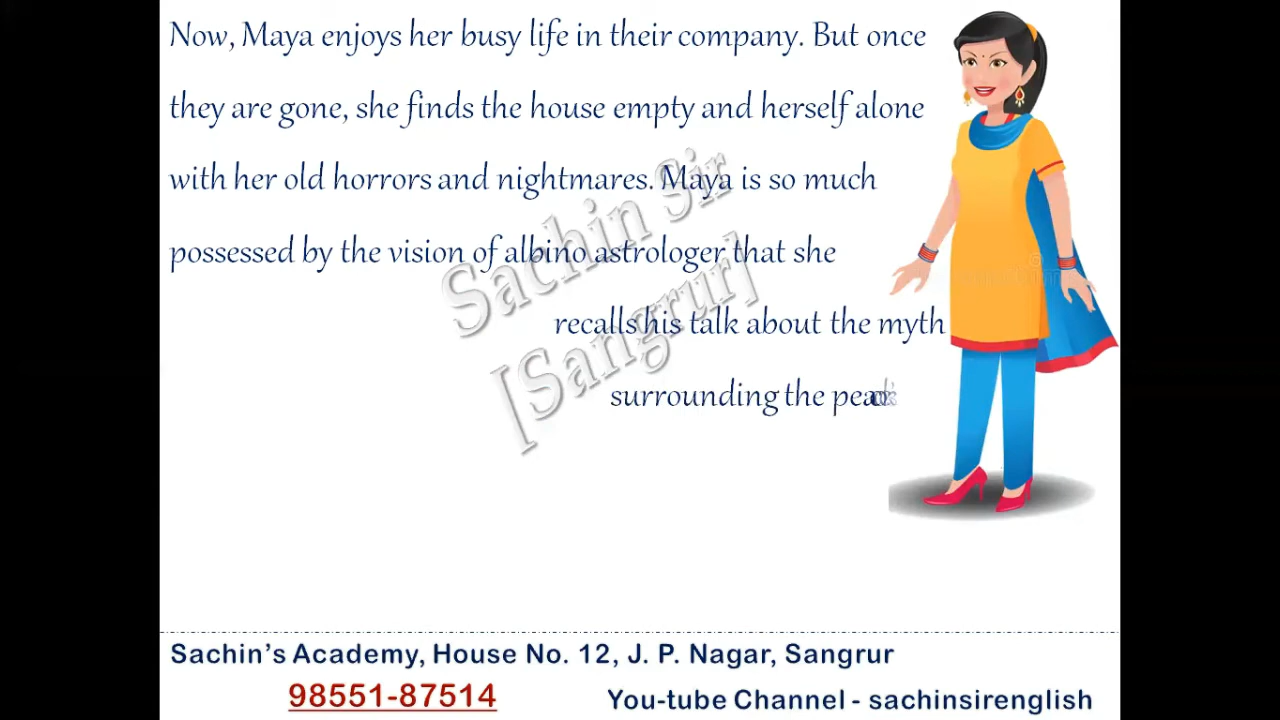 Now, Maya enjoys her busy life in their company. But once
they are gone, she finds the house empty and herself alone
with her old horrors and nightmares. Maya is so much
possessed by the vision of albino astrologer that she
recalls his talk about the myth
surrounding the
Sachin Sir
[Sangrur]
Sachin's Academy, House No. 12, J. P. Nagar, Sangrur
98551-87514
You-tube Channel - sachinsirenglish